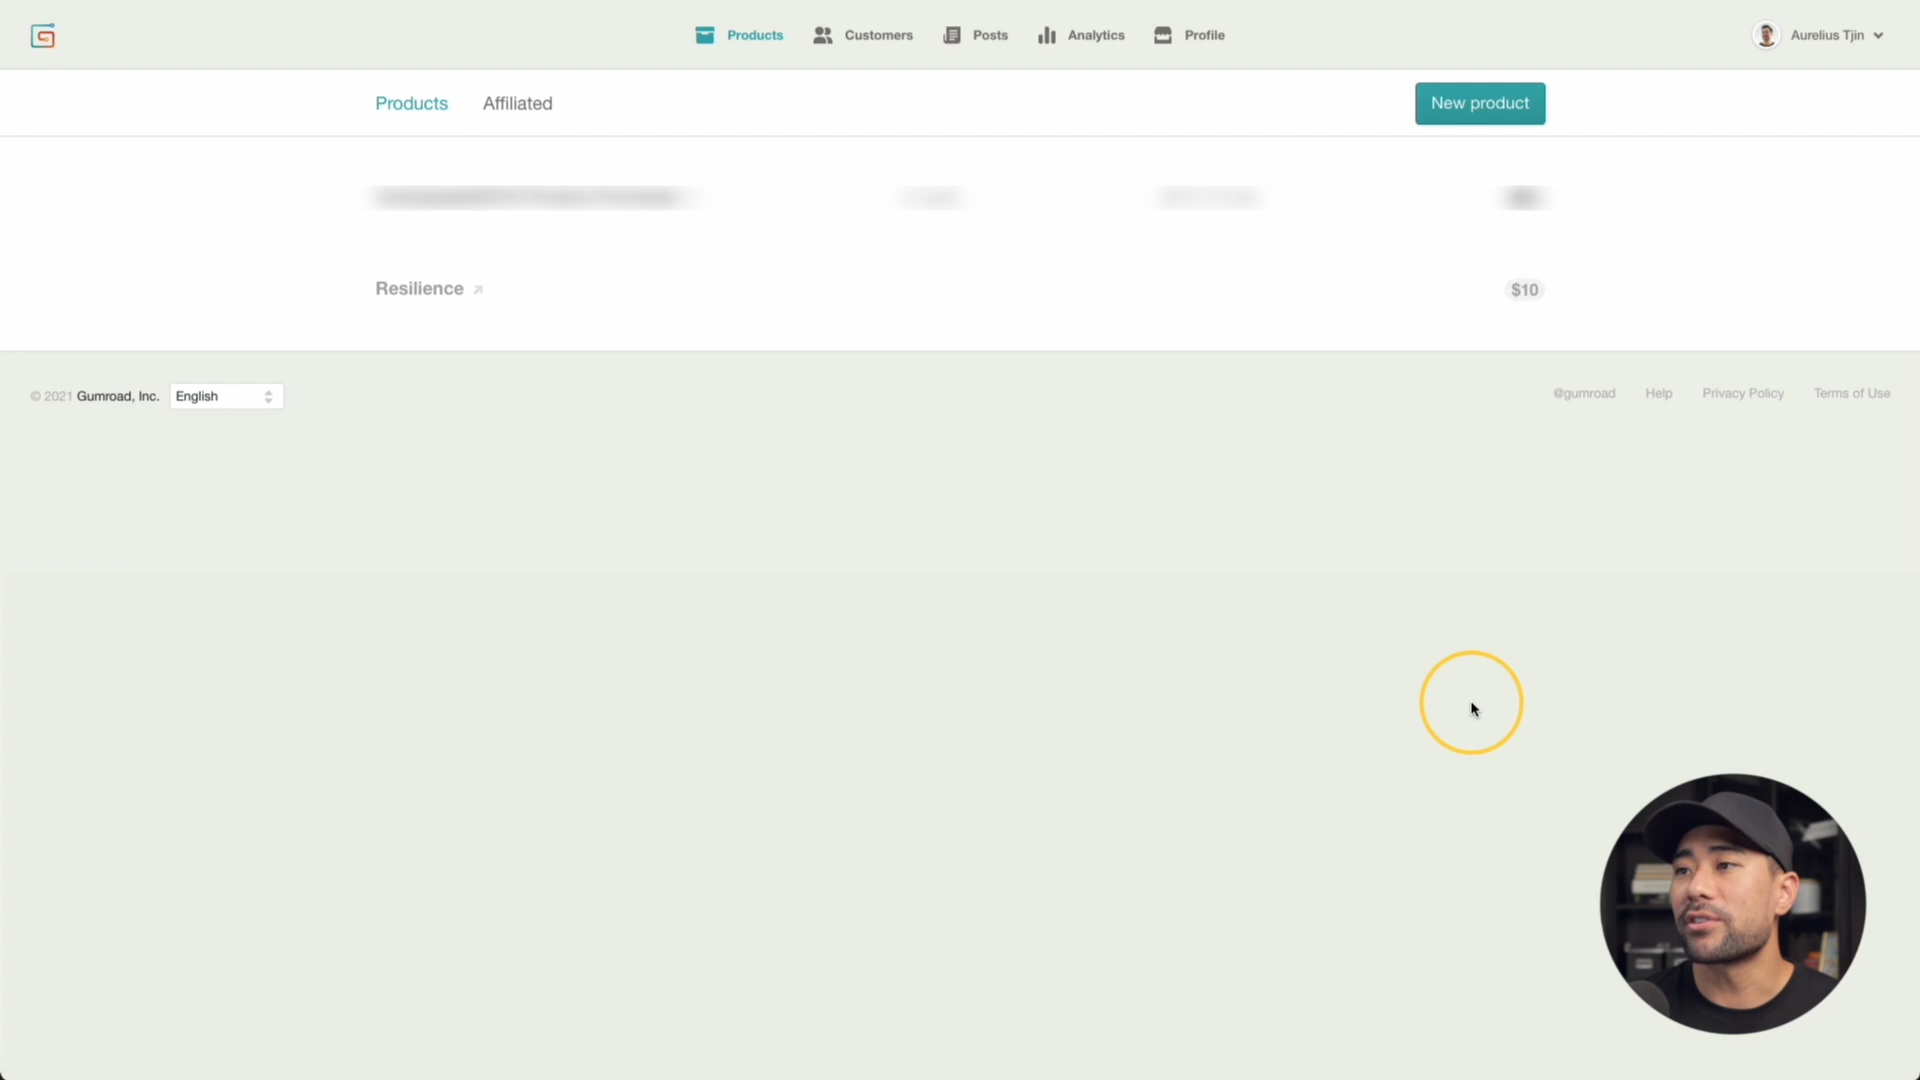 Products
Customers
Posts
Analytics
Profile
Aurelius Tjin
Products
Affiliated
New product
Resilience
$10
© 2021 Gumroad, Inc.
English
@gumroad
Help
Privacy Policy
Terms of Use